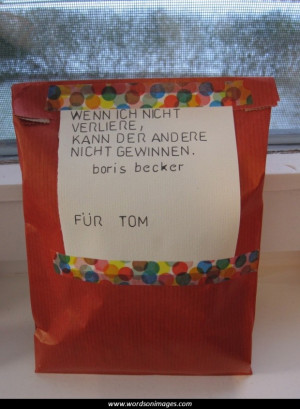 WENN ICH NICHT
VERLIERE,
KANN DER ANDERE
NICHT GEWINNEN.
boris becker
FÜR TOM
www.wordsonimages.com